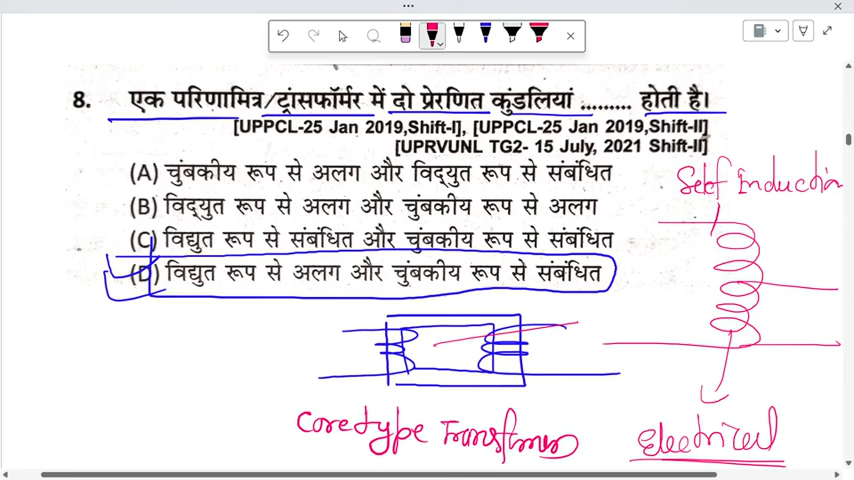 8. एक परिणामित्र/ट्रांसफॉर्मर में दो प्रेरणित कुंडलियां ......... होती है।
[UPPCL-25 Jan 2019,Shift-I], [UPPCL-25 Jan 2019,Shift-II]
[UPRVUNL TG2- 15 July, 2021 Shift-II]
(A) चुंबकीय रूप से अलग और विद्युत रूप से संबंधित
(B) विद्युत रूप से अलग और चुंबकीय रूप से अलग
(C) विद्युत रूप से संबंधित और चुंबकीय रूप से संबंधित
(D) विद्युत रूप से अलग और चुंबकीय रूप से संबंधित
Self Induction
Core type Transformer
Electrical